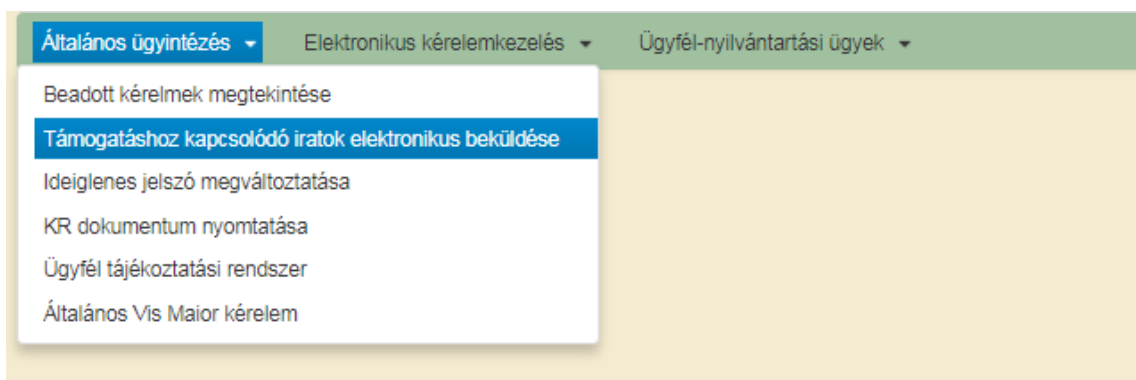 Általános ügyintézés Elektronikus kérelemkezelés Ügyfél-nyilvántartási ügyek
Beadott kérelmek megtekintése
Támogatáshoz kapcsolódó iratok elektronikus beküldése
Ideiglenes jelszó megváltoztatása
KR dokumentum nyomtatása
Ügyfél tájékoztatási rendszer
Általános Vis Maior kérelem